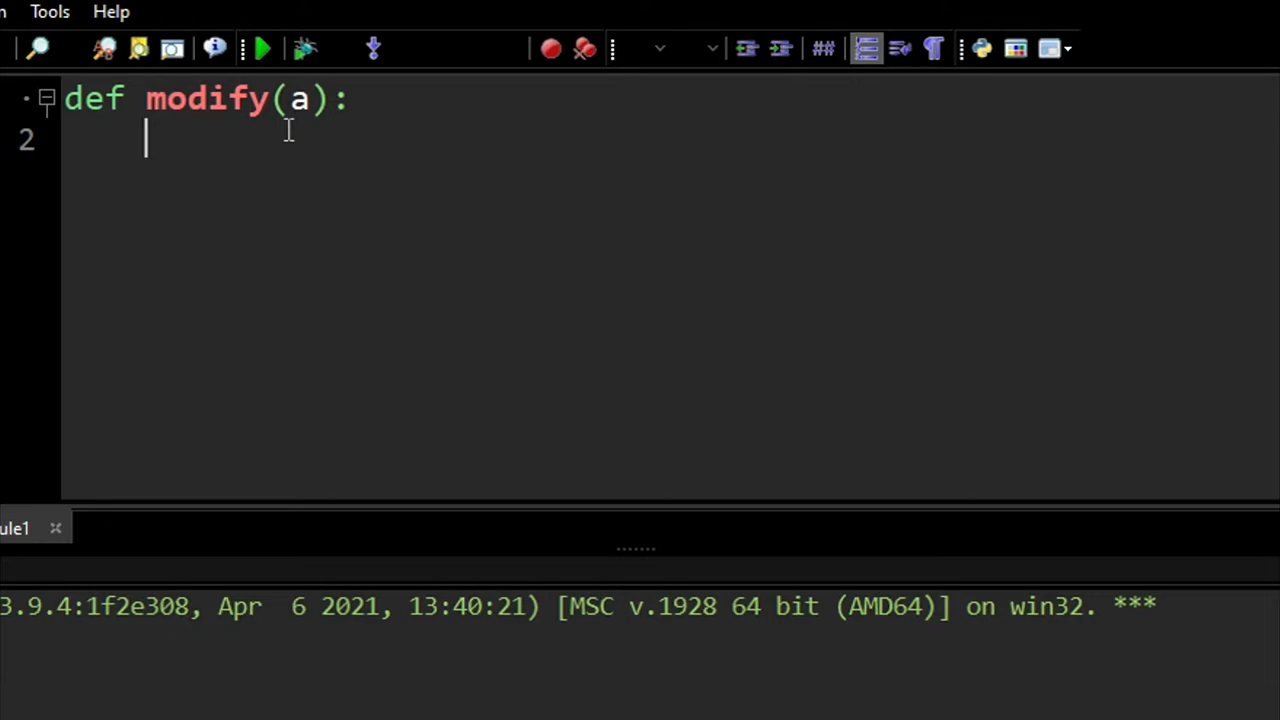 Tools Help
##
def modify(a):
2
ule1
3.9.4:1f2e308, Apr  6 2021, 13:40:21) [MSC v.1928 64 bit (AMD64)] on win32. ***